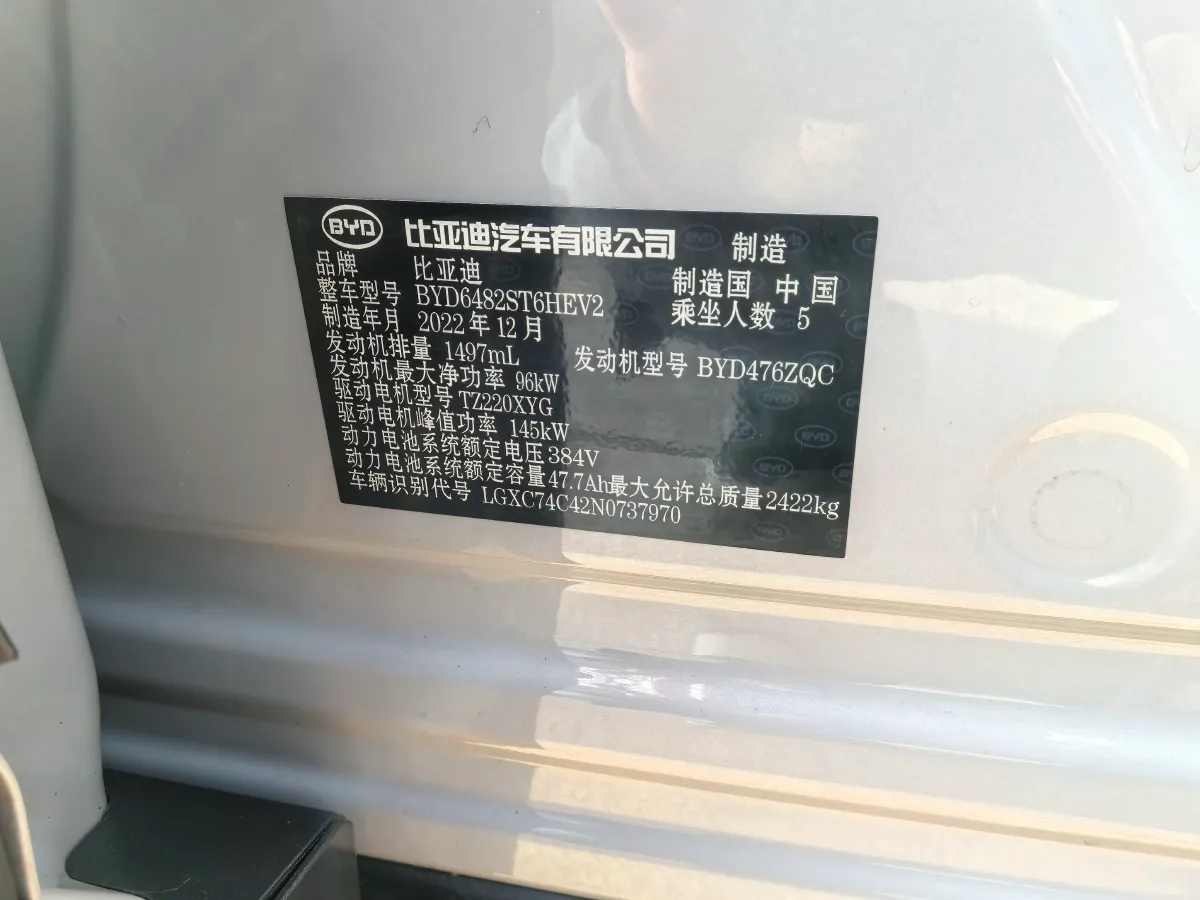 BYD 比亚迪汽车有限公司 制造
品牌 比亚迪 制造国 中国
整车型号 BYD6482ST6HEV2 乘坐人数 5
制造年月 2022年12月
发动机排量 1497mL 发动机型号 BYD476ZQC
发动机最大净功率 96kW
驱动电机型号 TZ220XYG
驱动电机峰值功率 145kW
动力电池系统额定电压 384V
动力电池系统额定容量 47.7Ah 最大允许总质量 2422kg
车辆识别代号 LGXC74C42N0737970